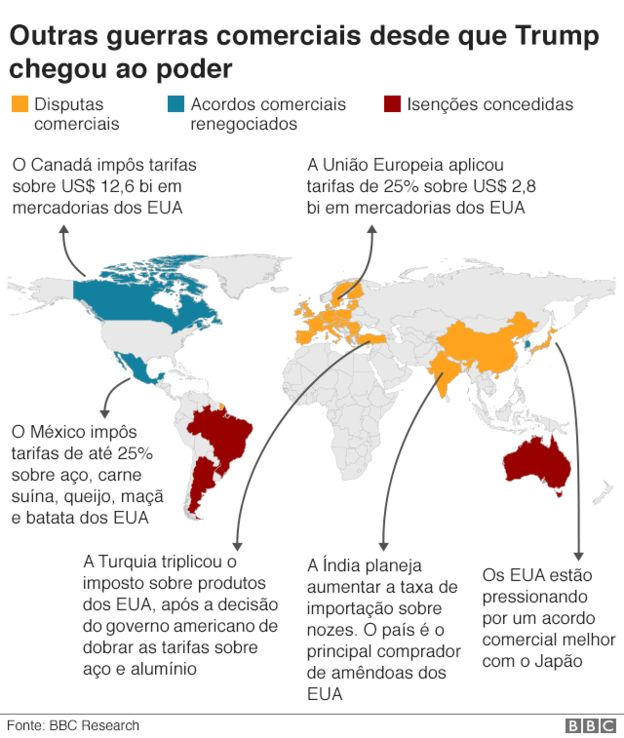 Outras guerras comerciais desde que Trump
chegou ao poder
Disputas
comerciais
Acordos comerciais
renegociados
Isenções concedidas
O Canadá impôs tarifas
sobre US$ 12,6 bi em
mercadorias dos EUA
A União Europeia aplicou
tarifas de 25% sobre US$ 2,8
bi em mercadorias dos EUA
O México impôs
tarifas de até 25%
sobre aço, carne
suína, queijo, maçã
e batata dos EUA
A Turquia triplicou o
imposto sobre produtos
dos EUA, após a decisão
do governo americano de
dobrar as tarifas sobre
aço e alumínio
A Índia planeja
aumentar a taxa de
importação sobre
nozes. O país é o
principal comprador
de amêndoas dos
EUA
Os EUA estão
pressionando
por um acordo
comercial melhor
com o Japão
Fonte: BBC Research
BBC